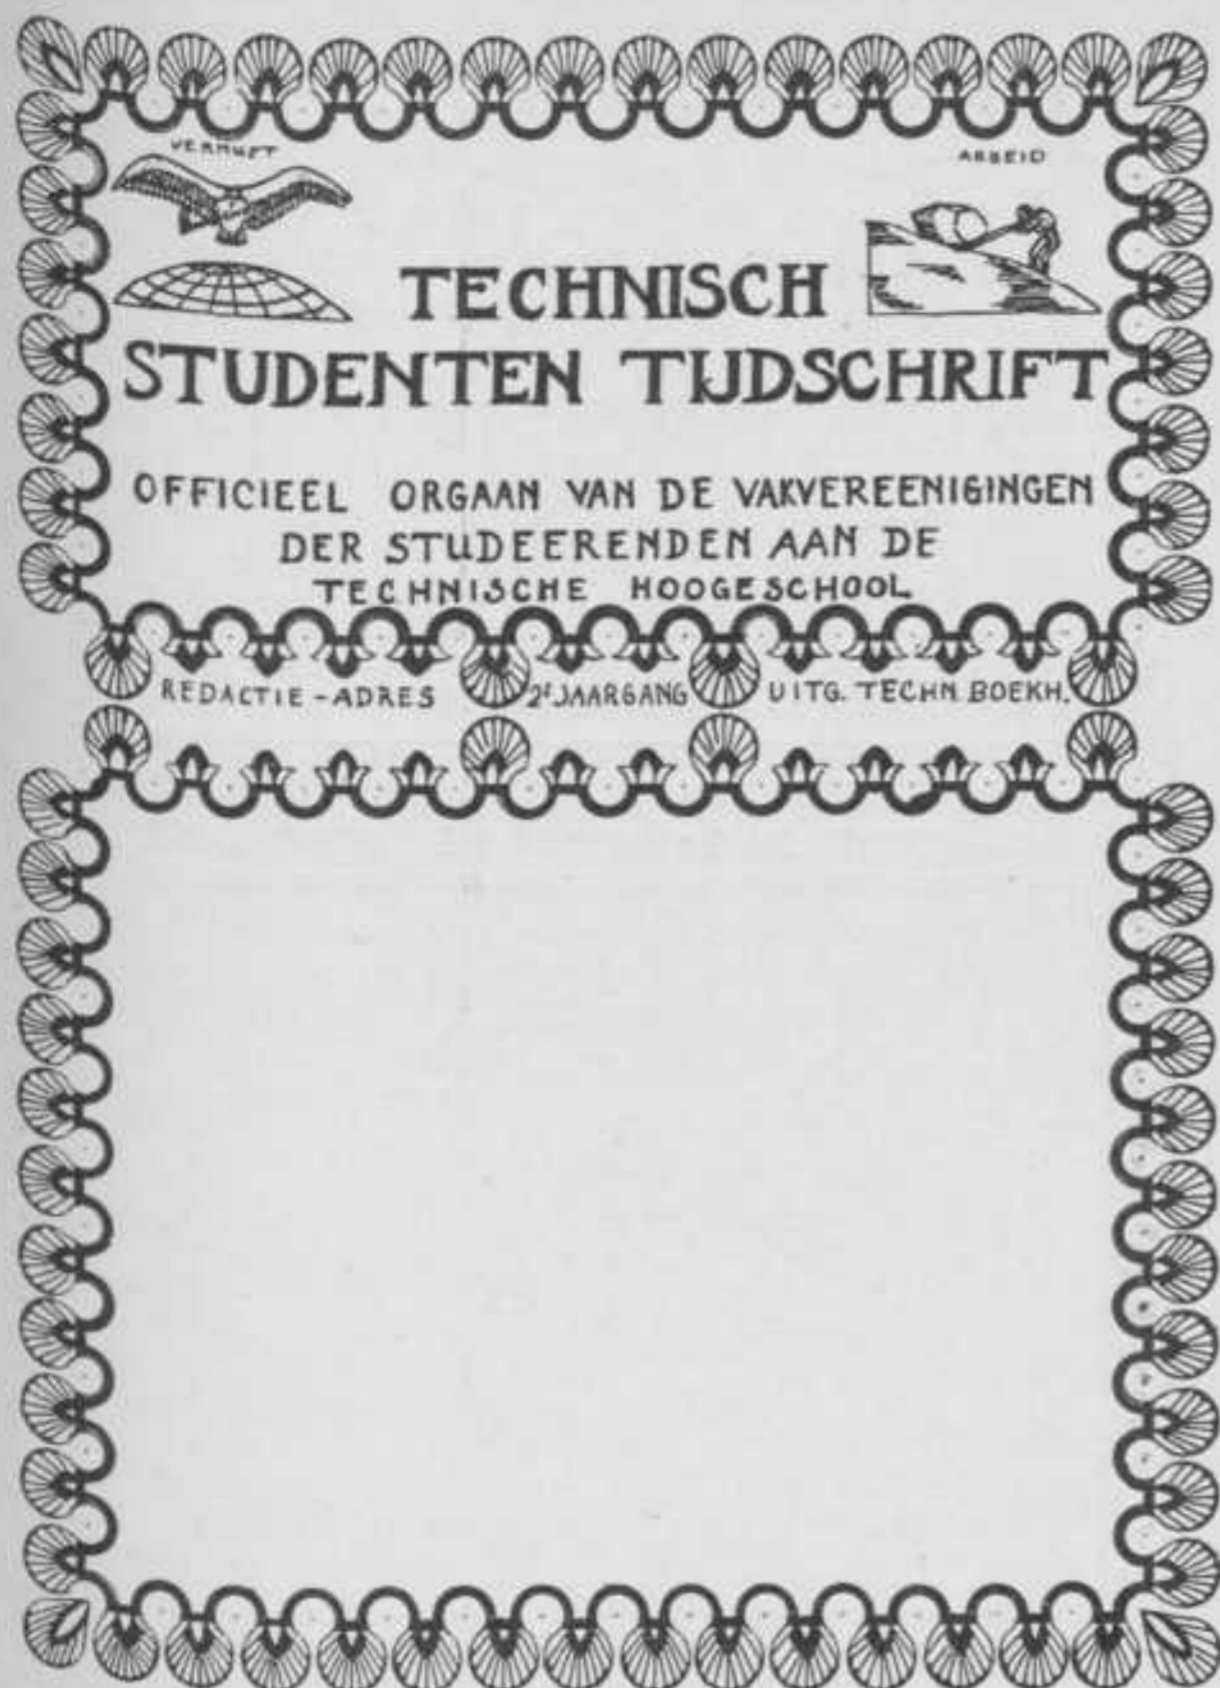 VERNUFT
ARBEID
TECHNISCH
STUDENTEN TIJDSCHRIFT
OFFICIEEL ORGAAN VAN DE VAKVEREENIGINGEN
DER STUDEERENDEN AAN DE
TECHNISCHE HOOGESCHOOL
REDACTIE-ADRES 2E JAARGANG UITG. TECHN. BOEKH.